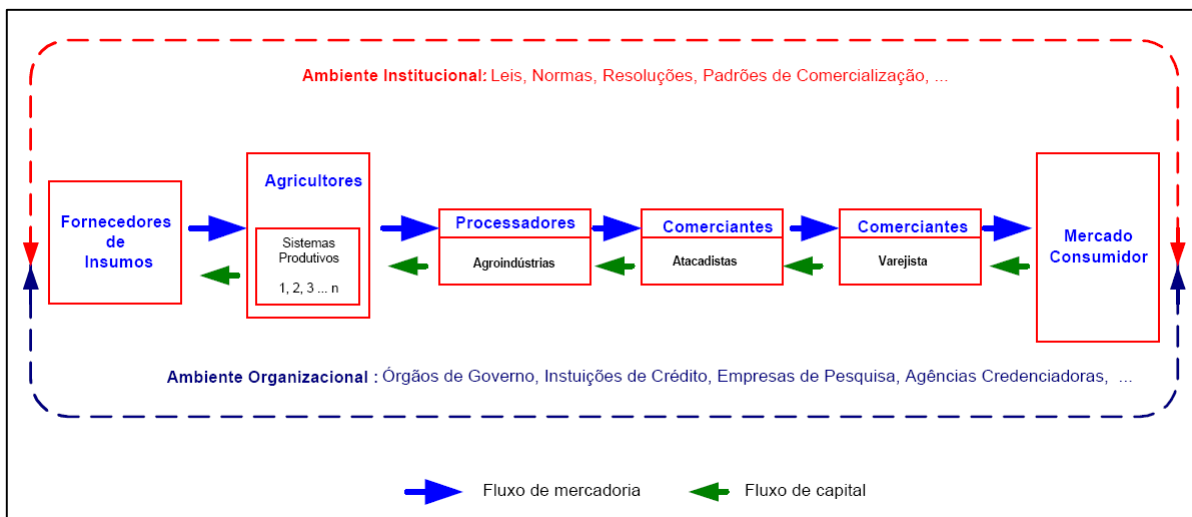 Ambiente Institucional: Leis, Normas, Resoluções, Padrões de Comercialização, ...
Fornecedores
de
Insumos
Agricultores
Sistemas
Produtivos
1, 2, 3 ... n
Processadores
Agroindústrias
Comerciantes
Atacadistas
Comerciantes
Varejista
Mercado
Consumidor
Ambiente Organizacional : Órgãos de Governo, Instuições de Crédito, Empresas de Pesquisa, Agências Credenciadoras, ...
Fluxo de mercadoria
Fluxo de capital